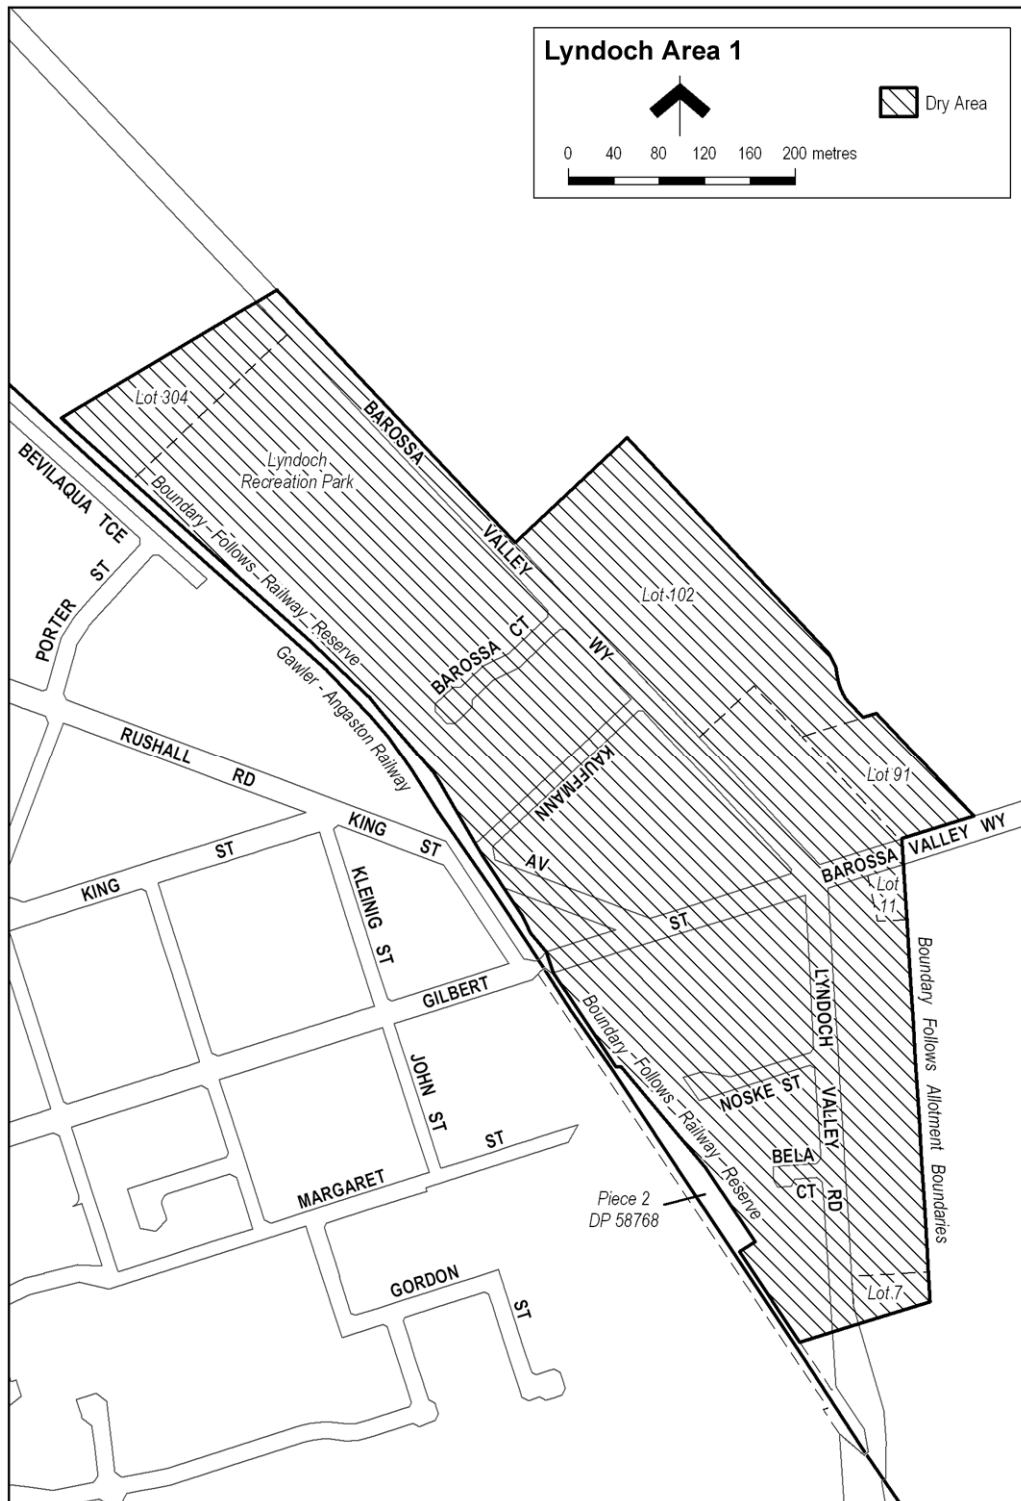 Lyndoch Area 1
Dry Area
0 40 80 120 160 200 metres
Lot 304
BAROSSA
Lyndoch
Recreation Park
BEVILAQUA TCE
Boundary Follows Railway Reserve
VALLEY
PORTER ST
Lot 102
BAROSSA CT
WY
Gawler - Angaston Railway
RUSHALL RD
KAUFFMANN
AV
Lot 91
KING ST
BAROSSA VALLEY WY
KING ST
KLEINIG ST
Lot
11
ST
GILBERT
LYNDOCH
Boundary Follows Allotment Boundaries
Boundary Follows Railway Reserve
JOHN ST
NOSKE ST
VALLEY
ST
MARGARET
BELA
CT
RD
Piece 2
DP 58768
GORDON
ST
Lot 7